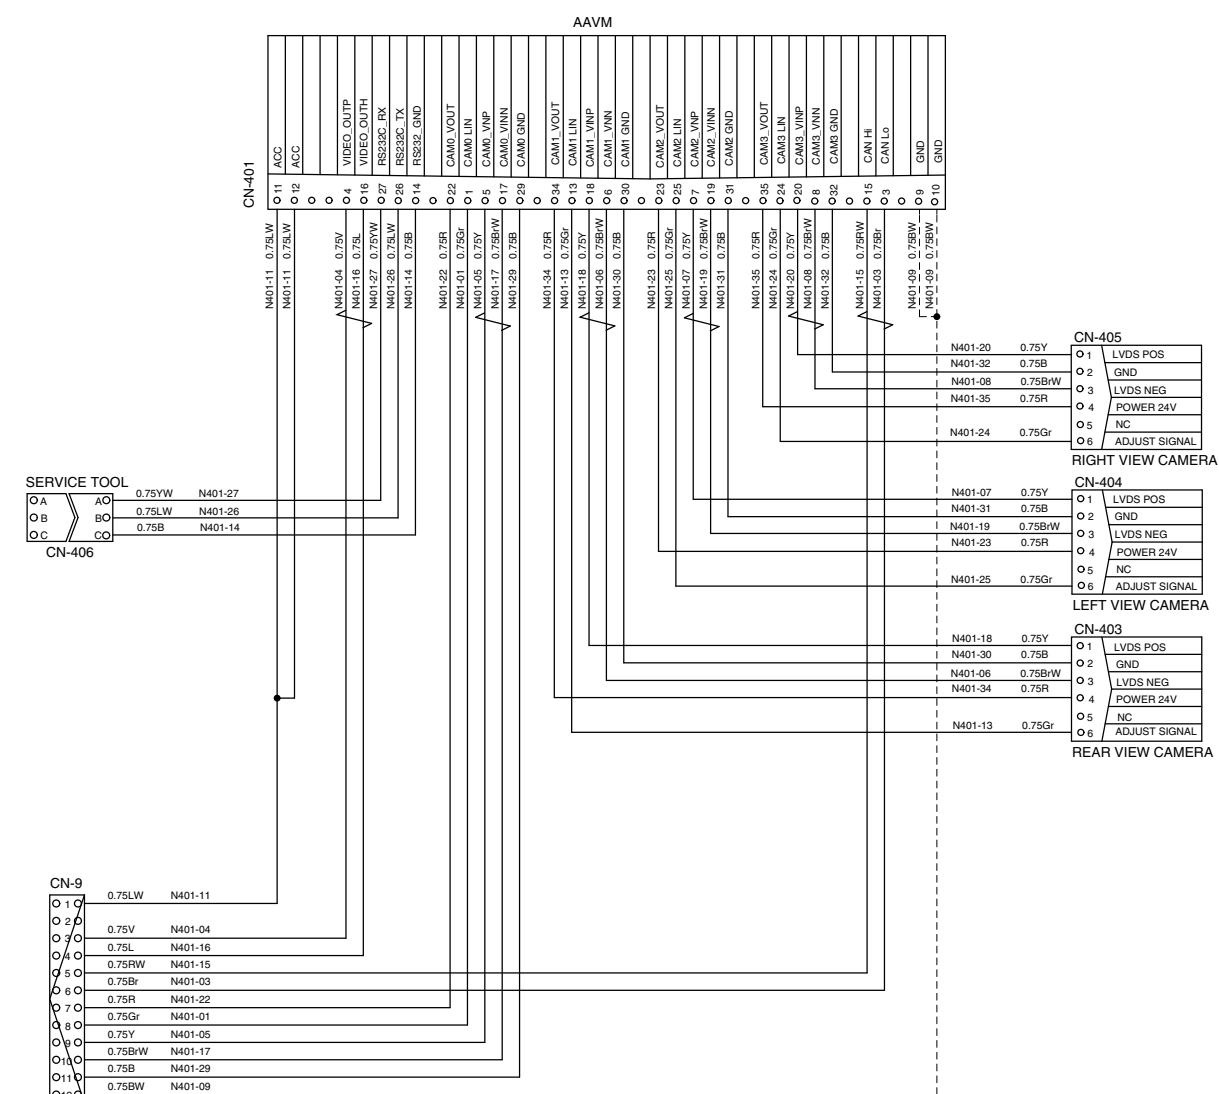 AAVM
CN-401
ACC
ACC
VIDEO_OUTP
VIDEO_OUTH
RS232C_RX
RS232C_TX
RS232_GND
CAM0_VOUT
CAM0 LIN
CAM0_VNP
CAM0_VINN
CAM0 GND
CAM1_VOUT
CAM1 LIN
CAM1_VINP
CAM1_VNN
CAM1 GND
CAM2_VOUT
CAM2 LIN
CAM2_VNP
CAM2_VINN
CAM2 GND
CAM3_VOUT
CAM3 LIN
CAM3_VINP
CAM3_VNN
CAM3 GND
CAN Hi
CAN Lo
GND
GND
11 12 4 16 27 26 14 22 1 5 17 29 34 13 18 6 30 23 25 7 19 31 35 24 20 8 32 15 3 9 10
N401-11 0.75LW
N401-11 0.75LW
N401-04 0.75V
N401-16 0.75L
N401-27 0.75YW
N401-26 0.75LW
N401-14 0.75B
N401-22 0.75R
N401-01 0.75Gr
N401-05 0.75Y
N401-17 0.75BrW
N401-29 0.75B
N401-34 0.75R
N401-13 0.75Gr
N401-18 0.75Y
N401-06 0.75BrW
N401-30 0.75B
N401-23 0.75R
N401-25 0.75Gr
N401-07 0.75Y
N401-19 0.75BrW
N401-31 0.75B
N401-35 0.75R
N401-24 0.75Gr
N401-20 0.75Y
N401-08 0.75BrW
N401-32 0.75B
N401-15 0.75RW
N401-03 0.75Br
N401-09 0.75BW
N401-09 0.75BW
CN-405
N401-20 0.75Y 1 LVDS POS
N401-32 0.75B 2 GND
N401-08 0.75BrW 3 LVDS NEG
N401-35 0.75R 4 POWER 24V
5 NC
N401-24 0.75Gr 6 ADJUST SIGNAL
RIGHT VIEW CAMERA
SERVICE TOOL
A A 0.75YW N401-27
B B 0.75LW N401-26
C C 0.75B N401-14
CN-406
CN-404
N401-07 0.75Y 1 LVDS POS
N401-31 0.75B 2 GND
N401-19 0.75BrW 3 LVDS NEG
N401-23 0.75R 4 POWER 24V
5 NC
N401-25 0.75Gr 6 ADJUST SIGNAL
LEFT VIEW CAMERA
CN-403
N401-18 0.75Y 1 LVDS POS
N401-30 0.75B 2 GND
N401-06 0.75BrW 3 LVDS NEG
N401-34 0.75R 4 POWER 24V
5 NC
N401-13 0.75Gr 6 ADJUST SIGNAL
REAR VIEW CAMERA
CN-9
1 0.75LW N401-11
2
3 0.75V N401-04
4 0.75L N401-16
5 0.75RW N401-15
6 0.75Br N401-03
7 0.75R N401-22
8 0.75Gr N401-01
9 0.75Y N401-05
10 0.75BrW N401-17
11 0.75B N401-29
0.75BW N401-09